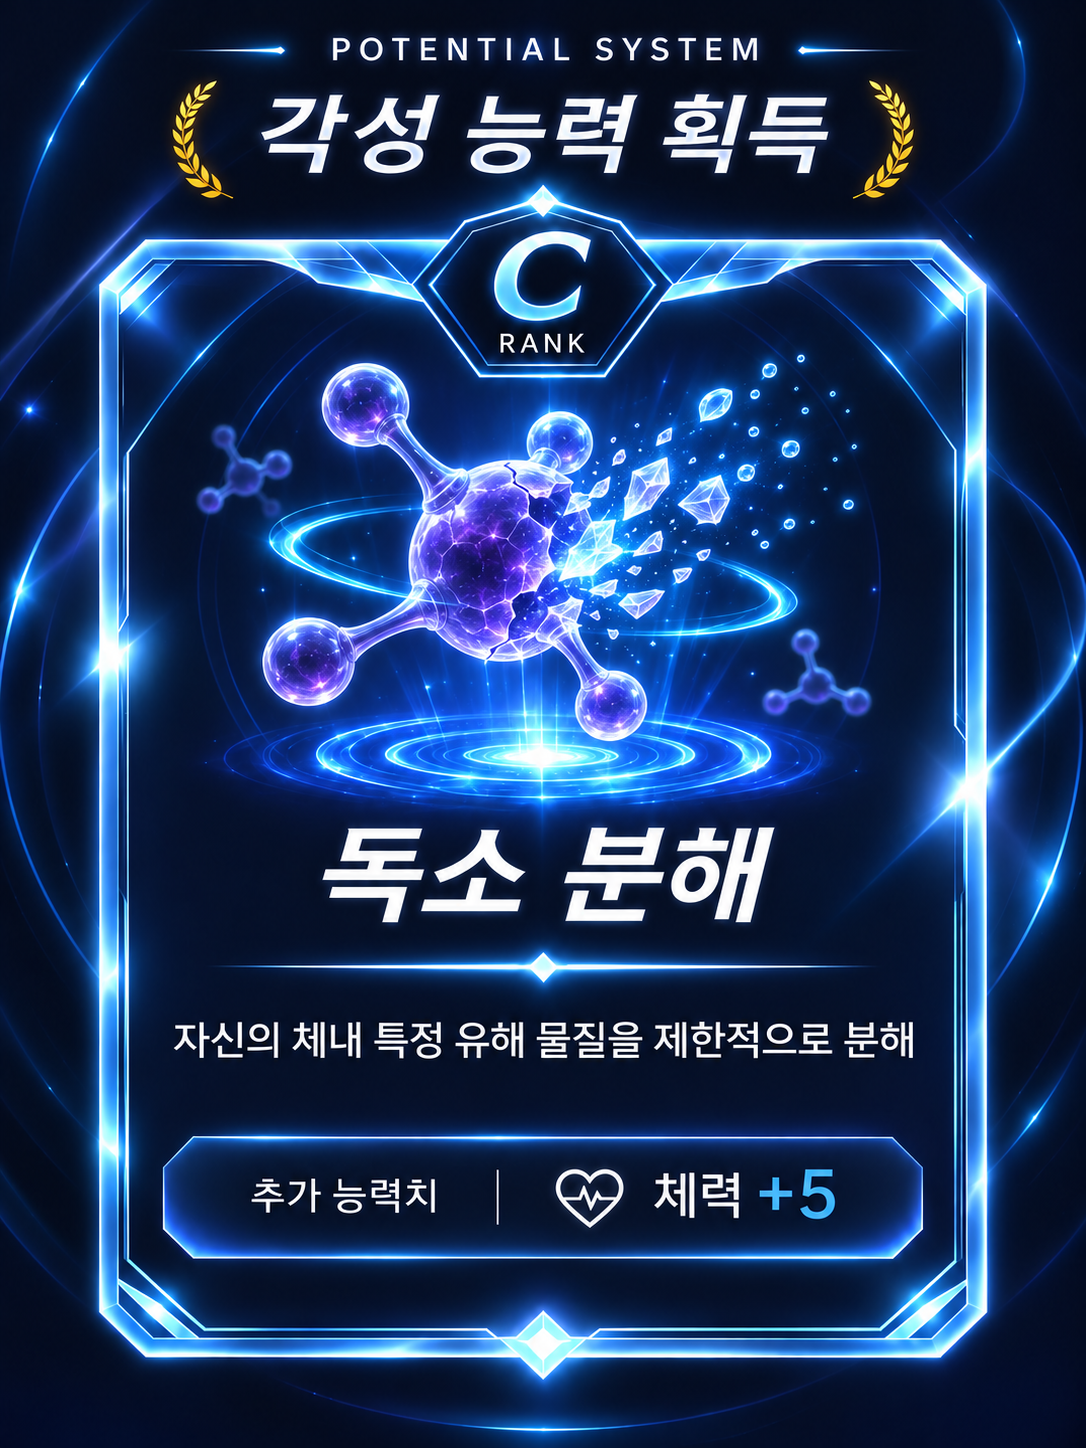 POTENTIAL SYSTEM
각성 능력 획득
C
RANK
독소 분해
자신의 체내 특정 유해 물질을 제한적으로 분해
추가 능력치 체력 +5